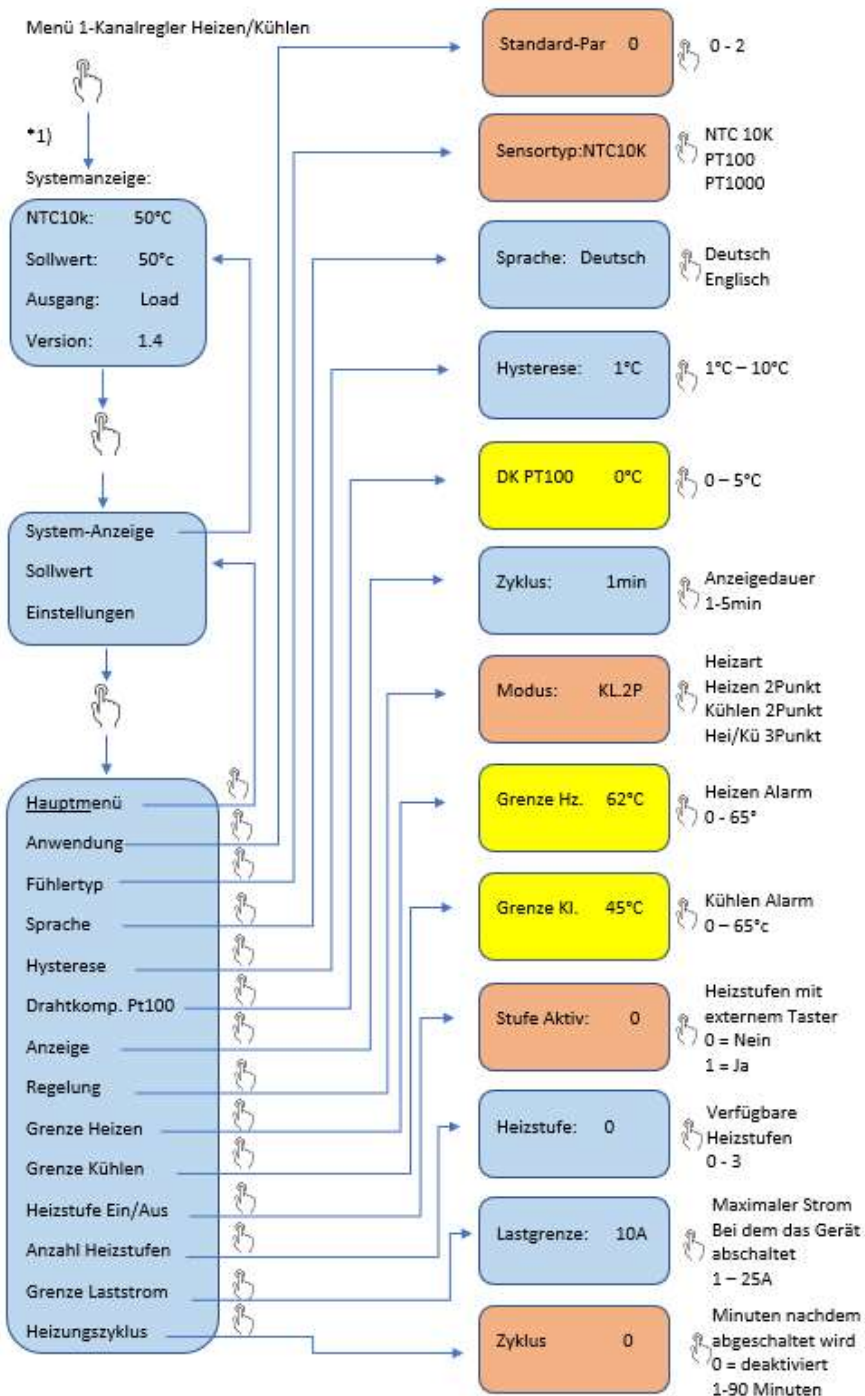 Menü 1-Kanalregler Heizen/Kühlen
*1)
Systemanzeige:
NTC10k: 50°C
Sollwert: 50°c
Ausgang: Load
Version: 1.4
System-Anzeige
Sollwert
Einstellungen
Hauptmenü
Anwendung
Fühlertyp
Sprache
Hysterese
Drahtkomp. Pt100
Anzeige
Regelung
Grenze Heizen
Grenze Kühlen
Heizstufe Ein/Aus
Anzahl Heizstufen
Grenze Laststrom
Heizungszyklus
Standard-Par 0
0 - 2
Sensortyp:NTC10K
NTC 10K
PT100
PT1000
Sprache: Deutsch
Deutsch
Englisch
Hysterese: 1°C
1°C – 10°C
DK PT100 0°C
0 – 5°C
Zyklus: 1min
Anzeigedauer
1-5min
Modus: KL.2P
Heizart
Heizen 2Punkt
Kühlen 2Punkt
Hei/Kü 3Punkt
Grenze Hz. 62°C
Heizen Alarm
0 - 65°
Grenze Kl. 45°C
Kühlen Alarm
0 – 65°c
Stufe Aktiv: 0
Heizstufen mit
externem Taster
0 = Nein
1 = Ja
Heizstufe: 0
Verfügbare
Heizstufen
0 - 3
Lastgrenze: 10A
Maximaler Strom
Bei dem das Gerät
abschaltet
1 – 25A
Zyklus 0
Minuten nachdem
abgeschaltet wird
0 = deaktiviert
1-90 Minuten